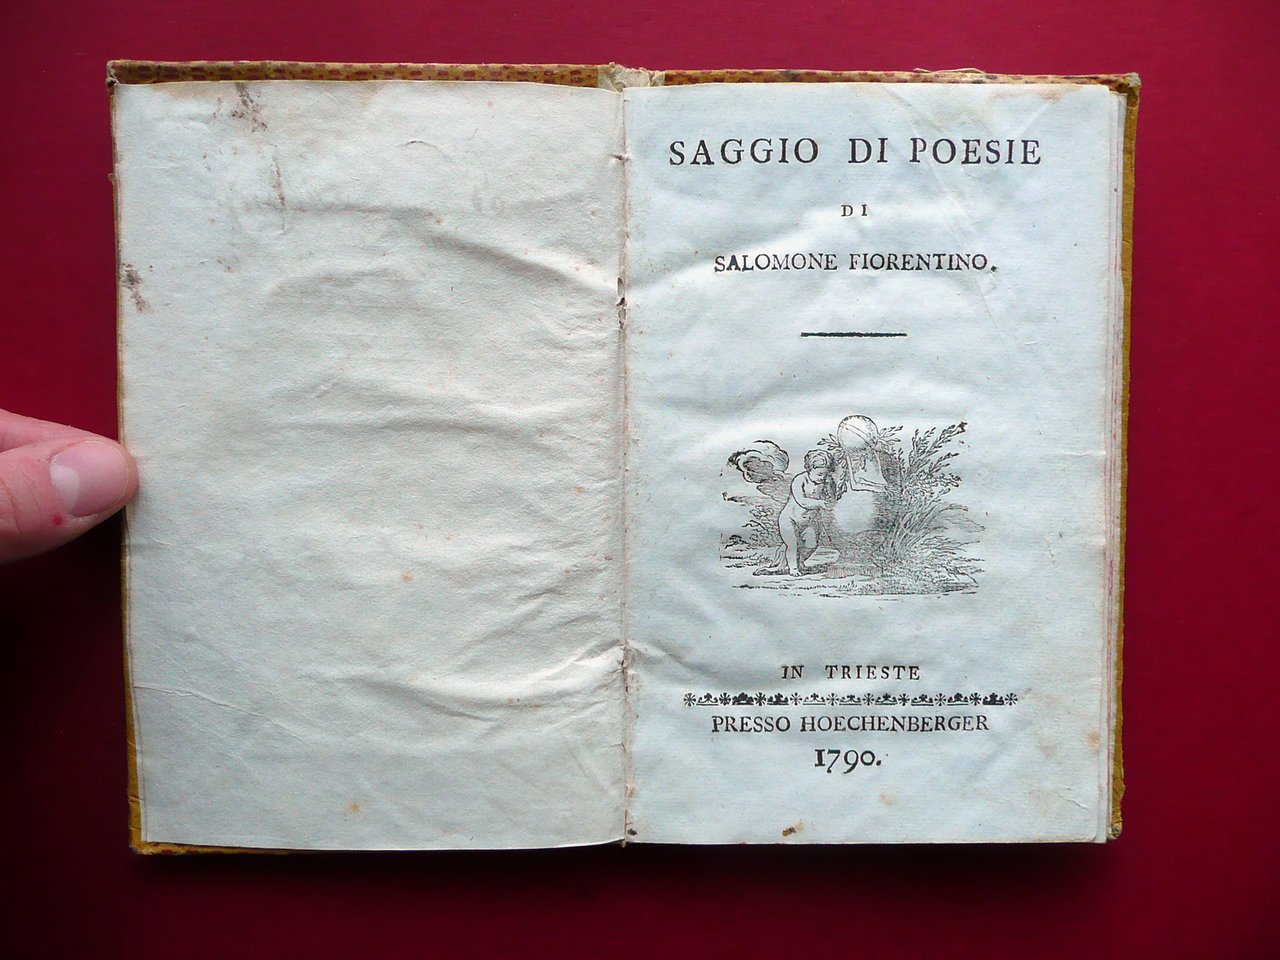 SAGGIO DI POESIE
DI
SALOMONE FIORENTINO.
IN TRIESTE
PRESSO HOECHENBERGER
1790.